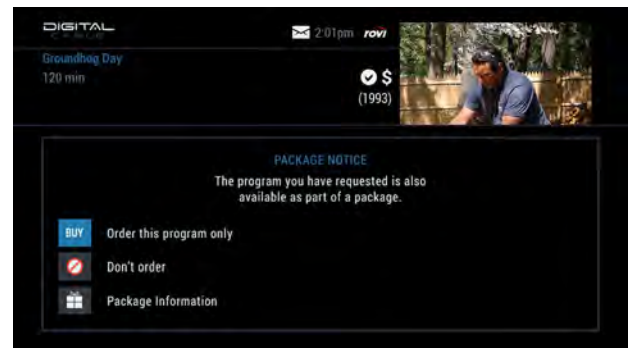 DIGITAL
CABLE
2:01pm rovi
Groundhog Day
120 min
$
(1993)
PACKAGE NOTICE
The program you have requested is also
available as part of a package.
BUY Order this program only
Don't order
Package Information